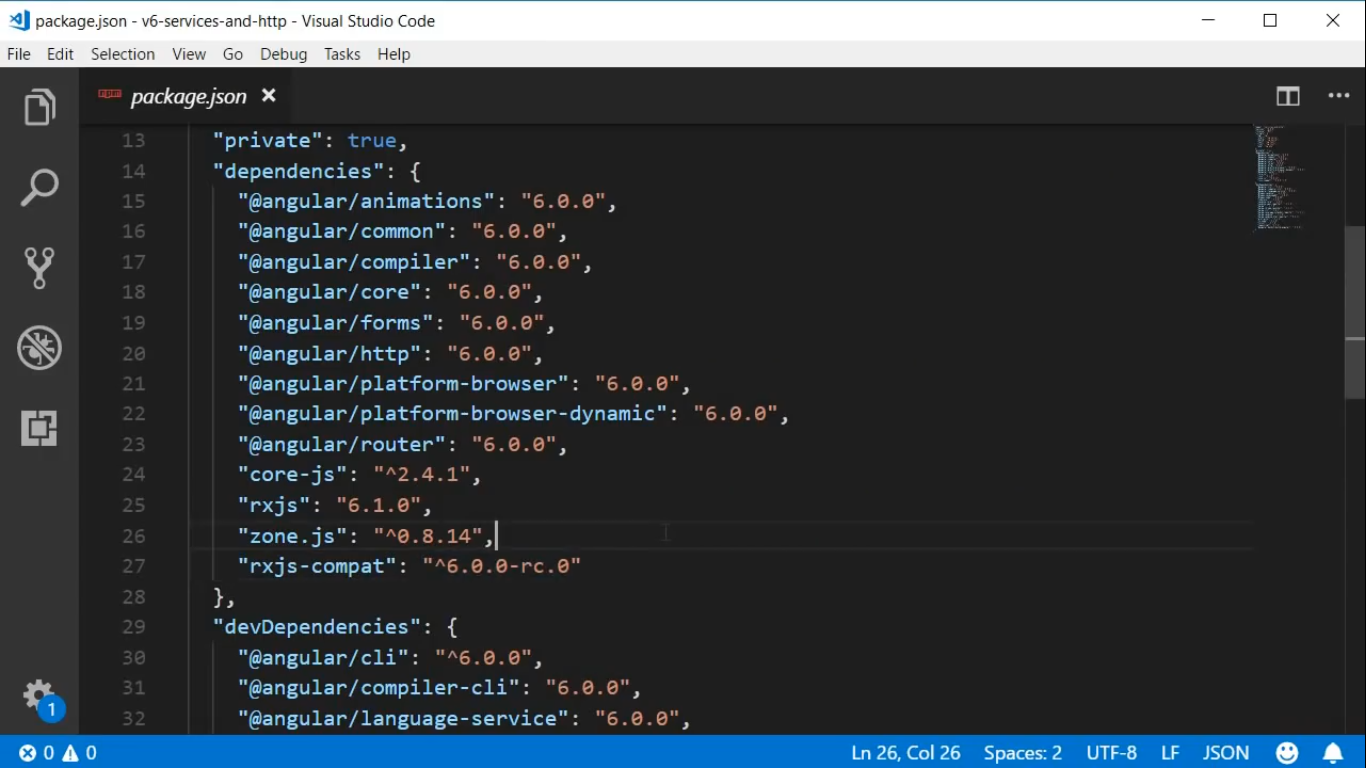 package.json - v6-services-and-http - Visual Studio Code
File Edit Selection View Go Debug Tasks Help
npm package.json
13 "private": true,
14 "dependencies": {
15 "@angular/animations": "6.0.0",
16 "@angular/common": "6.0.0",
17 "@angular/compiler": "6.0.0",
18 "@angular/core": "6.0.0",
19 "@angular/forms": "6.0.0",
20 "@angular/http": "6.0.0",
21 "@angular/platform-browser": "6.0.0",
22 "@angular/platform-browser-dynamic": "6.0.0",
23 "@angular/router": "6.0.0",
24 "core-js": "^2.4.1",
25 "rxjs": "6.1.0",
26 "zone.js": "^0.8.14",
27 "rxjs-compat": "^6.0.0-rc.0"
28 },
29 "devDependencies": {
30 "@angular/cli": "^6.0.0",
31 "@angular/compiler-cli": "6.0.0",
32 "@angular/language-service": "6.0.0",
1
0 0 Ln 26, Col 26 Spaces: 2 UTF-8 LF JSON